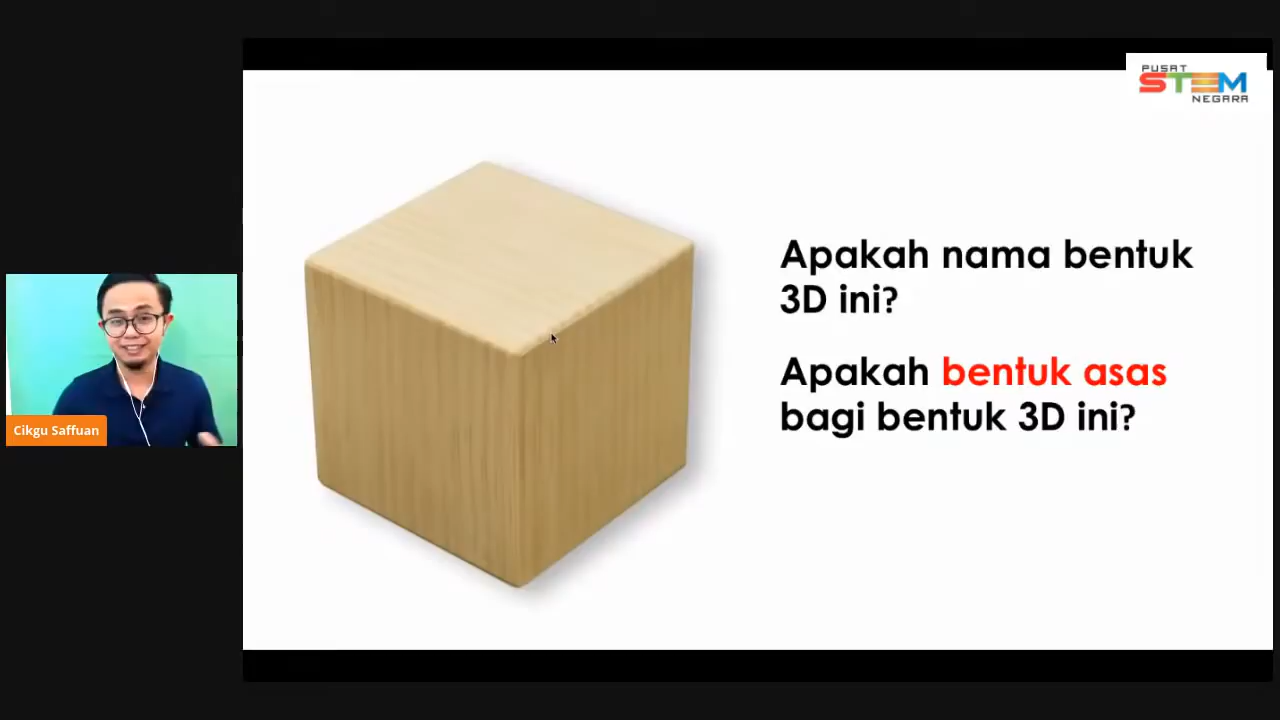 PUSAT
STEM
NEGARA
Apakah nama bentuk
3D ini?
Apakah bentuk asas
bagi bentuk 3D ini?
Cikgu Saffuan